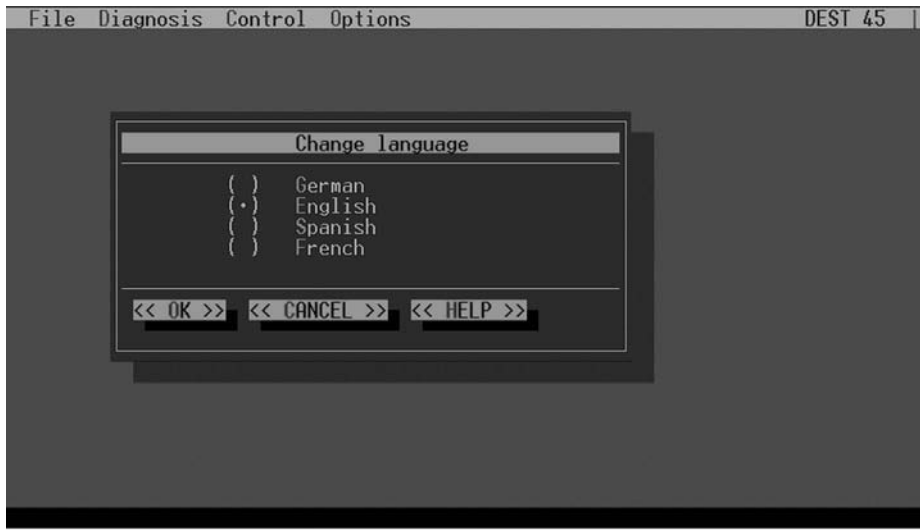 File Diagnosis Control Options DEST 45
Change language
( ) German
(·) English
( ) Spanish
( ) French
<< OK >> << CANCEL >> << HELP >>